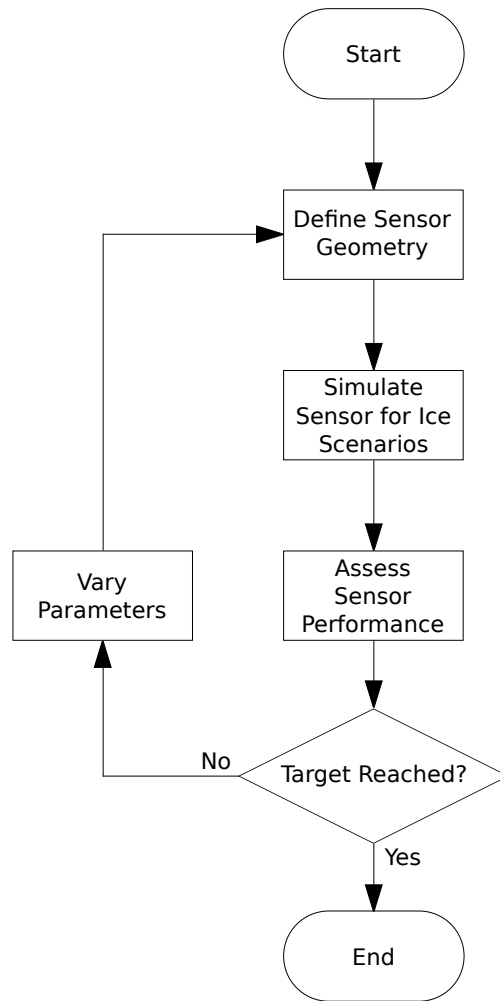 Start
Define Sensor
Geometry
Simulate
Sensor for Ice
Scenarios
Vary
Parameters
Assess
Sensor
Performance
No
Target Reached?
Yes
End